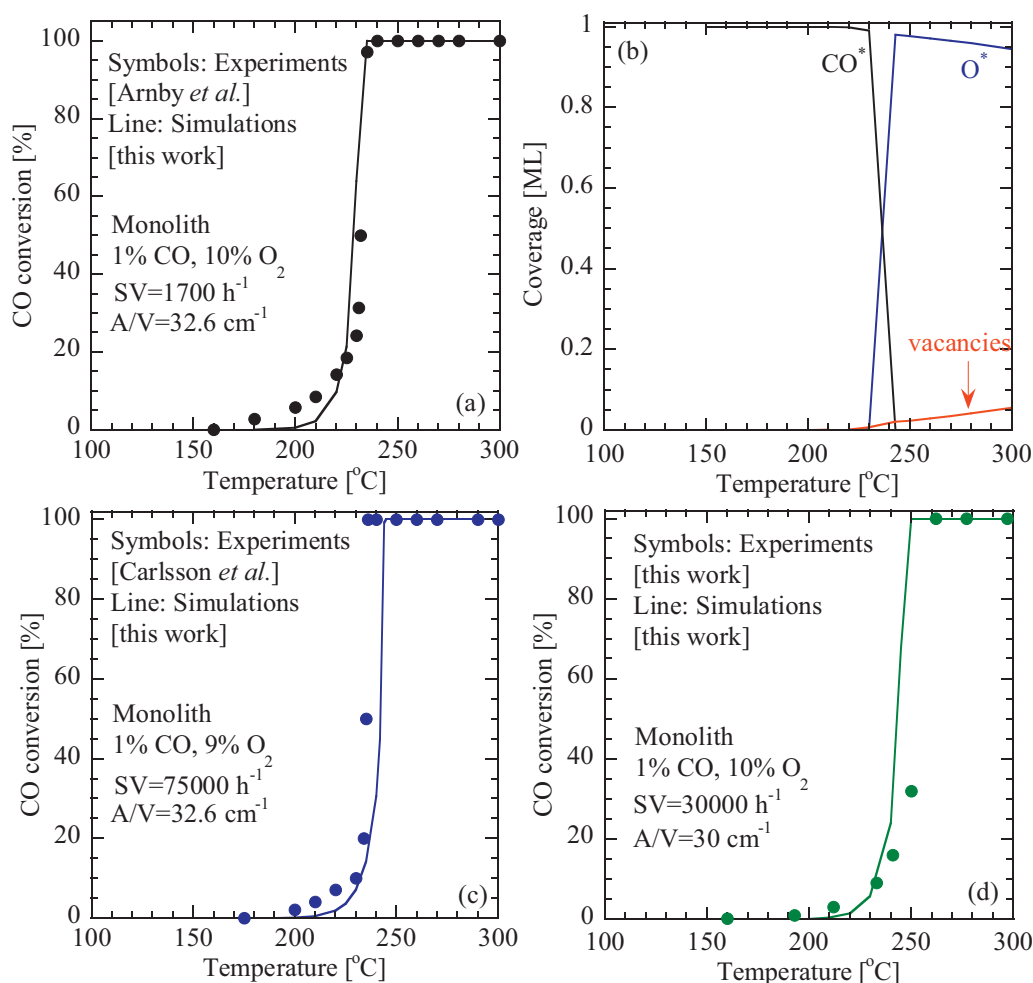 100
80
60
40
20
0
CO conversion [%]
Symbols: Experiments
[Arnby et al.]
Line: Simulations
[this work]
Monolith
1% CO, 10% O2
SV=1700 h-1
A/V=32.6 cm-1
(a)
100 150 200 250 300
Temperature [oC]
1
0.8
0.6
0.4
0.2
0
Coverage [ML]
(b)
CO*
O*
vacancies
100 150 200 250 300
Temperature [oC]
100
80
60
40
20
0
CO conversion [%]
Symbols: Experiments
[Carlsson et al.]
Line: Simulations
[this work]
Monolith
1% CO, 9% O2
SV=75000 h-1
A/V=32.6 cm-1
(c)
100 150 200 250 300
Temperature [oC]
100
80
60
40
20
0
CO conversion [%]
Symbols: Experiments
[this work]
Line: Simulations
[this work]
Monolith
1% CO, 10% O2
SV=30000 h-1
A/V=30 cm-1
(d)
100 150 200 250 300
Temperature [oC]